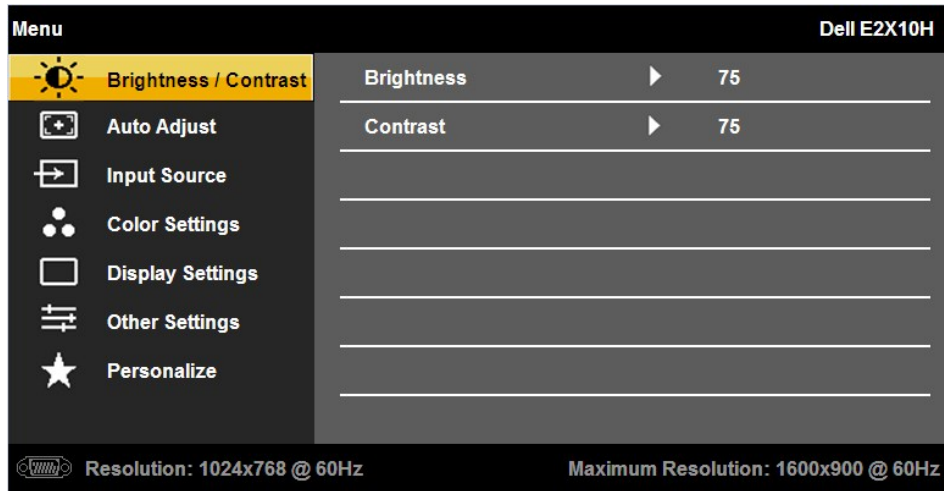 Menu Dell E2X10H
Brightness / Contrast Brightness 75
Auto Adjust Contrast 75
Input Source
Color Settings
Display Settings
Other Settings
Personalize
Resolution: 1024x768 @ 60Hz Maximum Resolution: 1600x900 @ 60Hz